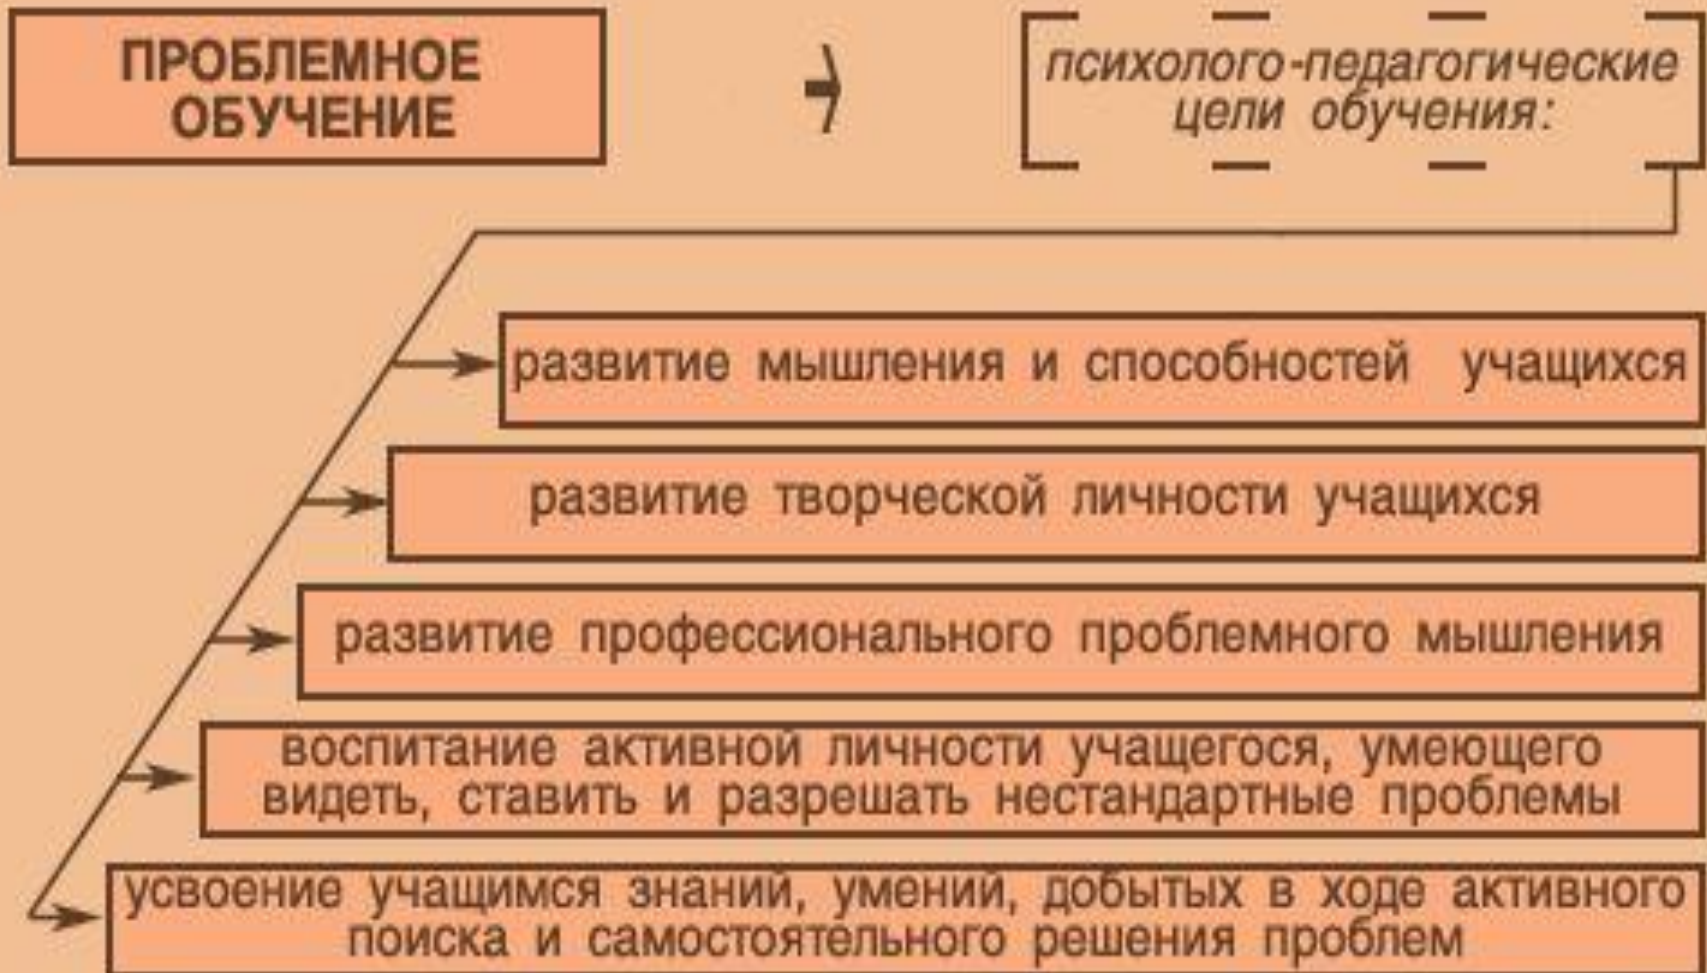 ПРОБЛЕМНОЕ
ОБУЧЕНИЕ
психолого-педагогические
цели обучения:
развитие мышления и способностей учащихся
развитие творческой личности учащихся
развитие профессионального проблемного мышления
воспитание активной личности учащегося, умеющего
видеть, ставить и разрешать нестандартные проблемы
усвоение учащимся знаний, умений, добытых в ходе активного
поиска и самостоятельного решения проблем